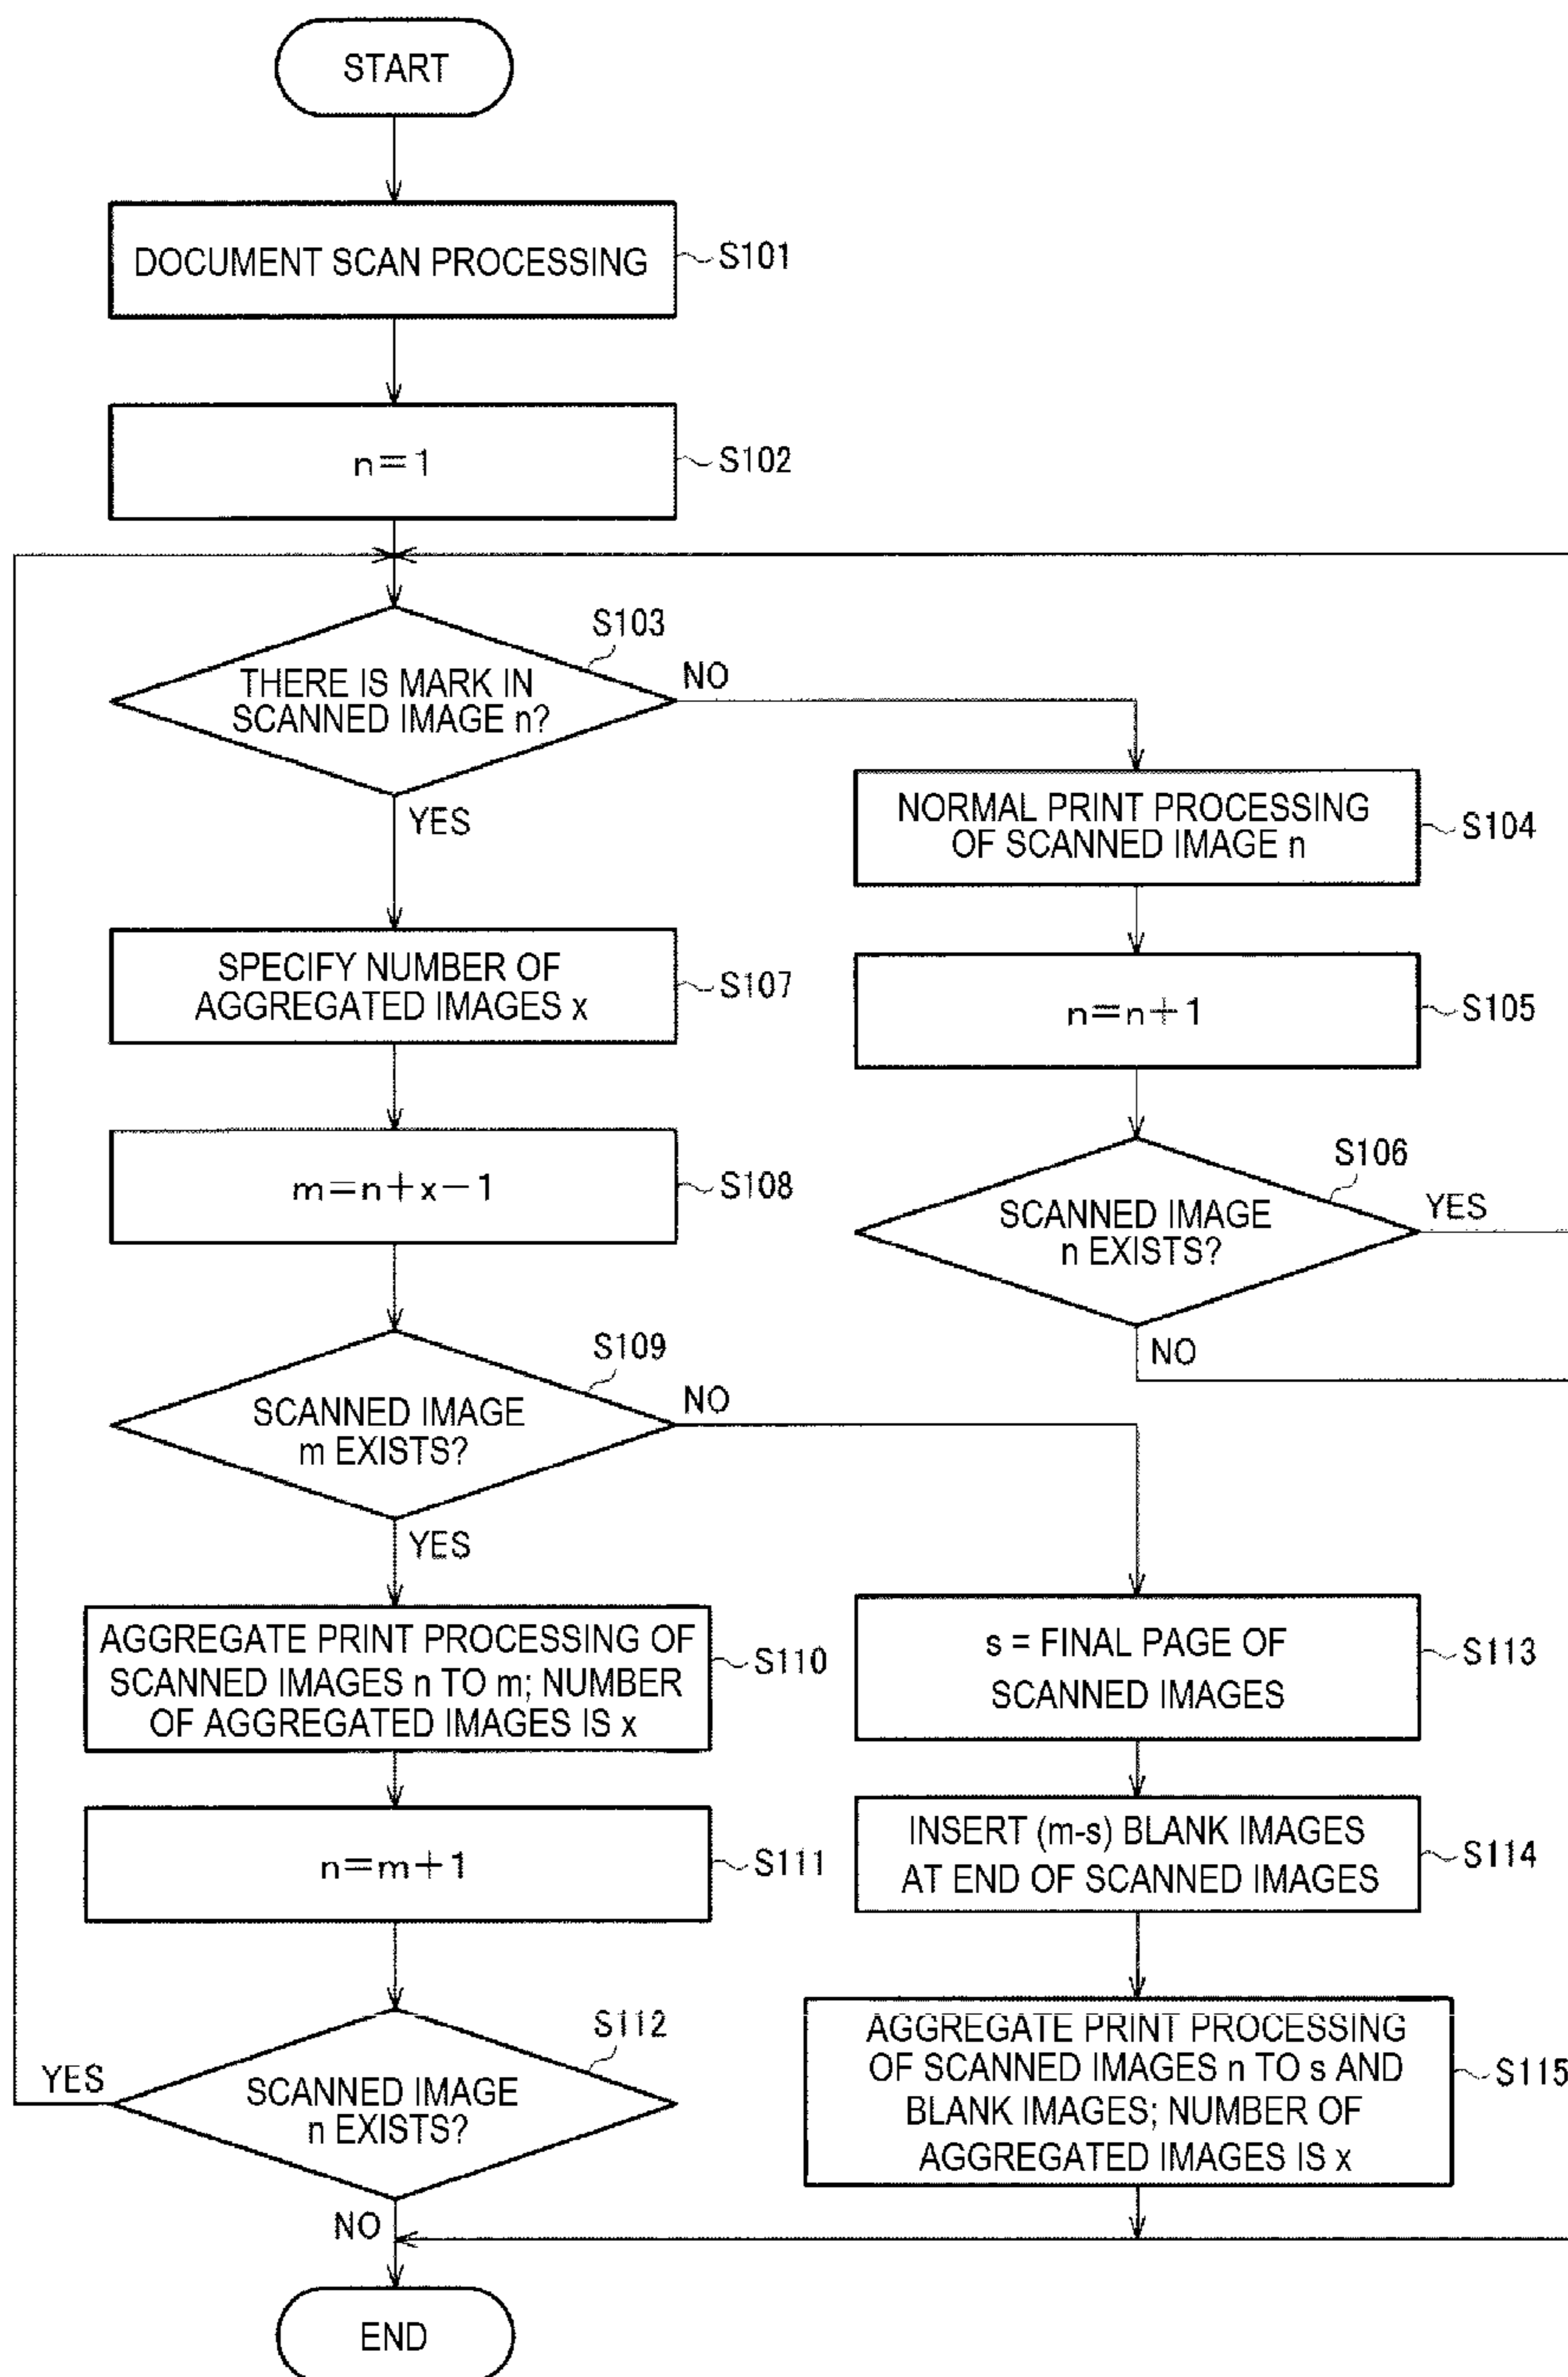 START
DOCUMENT SCAN PROCESSING
S101
n=1
S102
S103
THERE IS MARK IN
SCANNED IMAGE n?
NO
YES
NORMAL PRINT PROCESSING
OF SCANNED IMAGE n
S104
SPECIFY NUMBER OF
AGGREGATED IMAGES x
S107
n=n+1
S105
m=n+x-1
S108
S106
SCANNED IMAGE
n EXISTS?
YES
NO
S109
SCANNED IMAGE
m EXISTS?
NO
YES
AGGREGATE PRINT PROCESSING OF
SCANNED IMAGES n TO m; NUMBER
OF AGGREGATED IMAGES IS x
S110
s = FINAL PAGE OF
SCANNED IMAGES
S113
n=m+1
S111
INSERT (m-s) BLANK IMAGES
AT END OF SCANNED IMAGES
S114
S112
SCANNED IMAGE
n EXISTS?
YES
NO
AGGREGATE PRINT PROCESSING
OF SCANNED IMAGES n TO s AND
BLANK IMAGES; NUMBER OF
AGGREGATED IMAGES IS x
S115
END